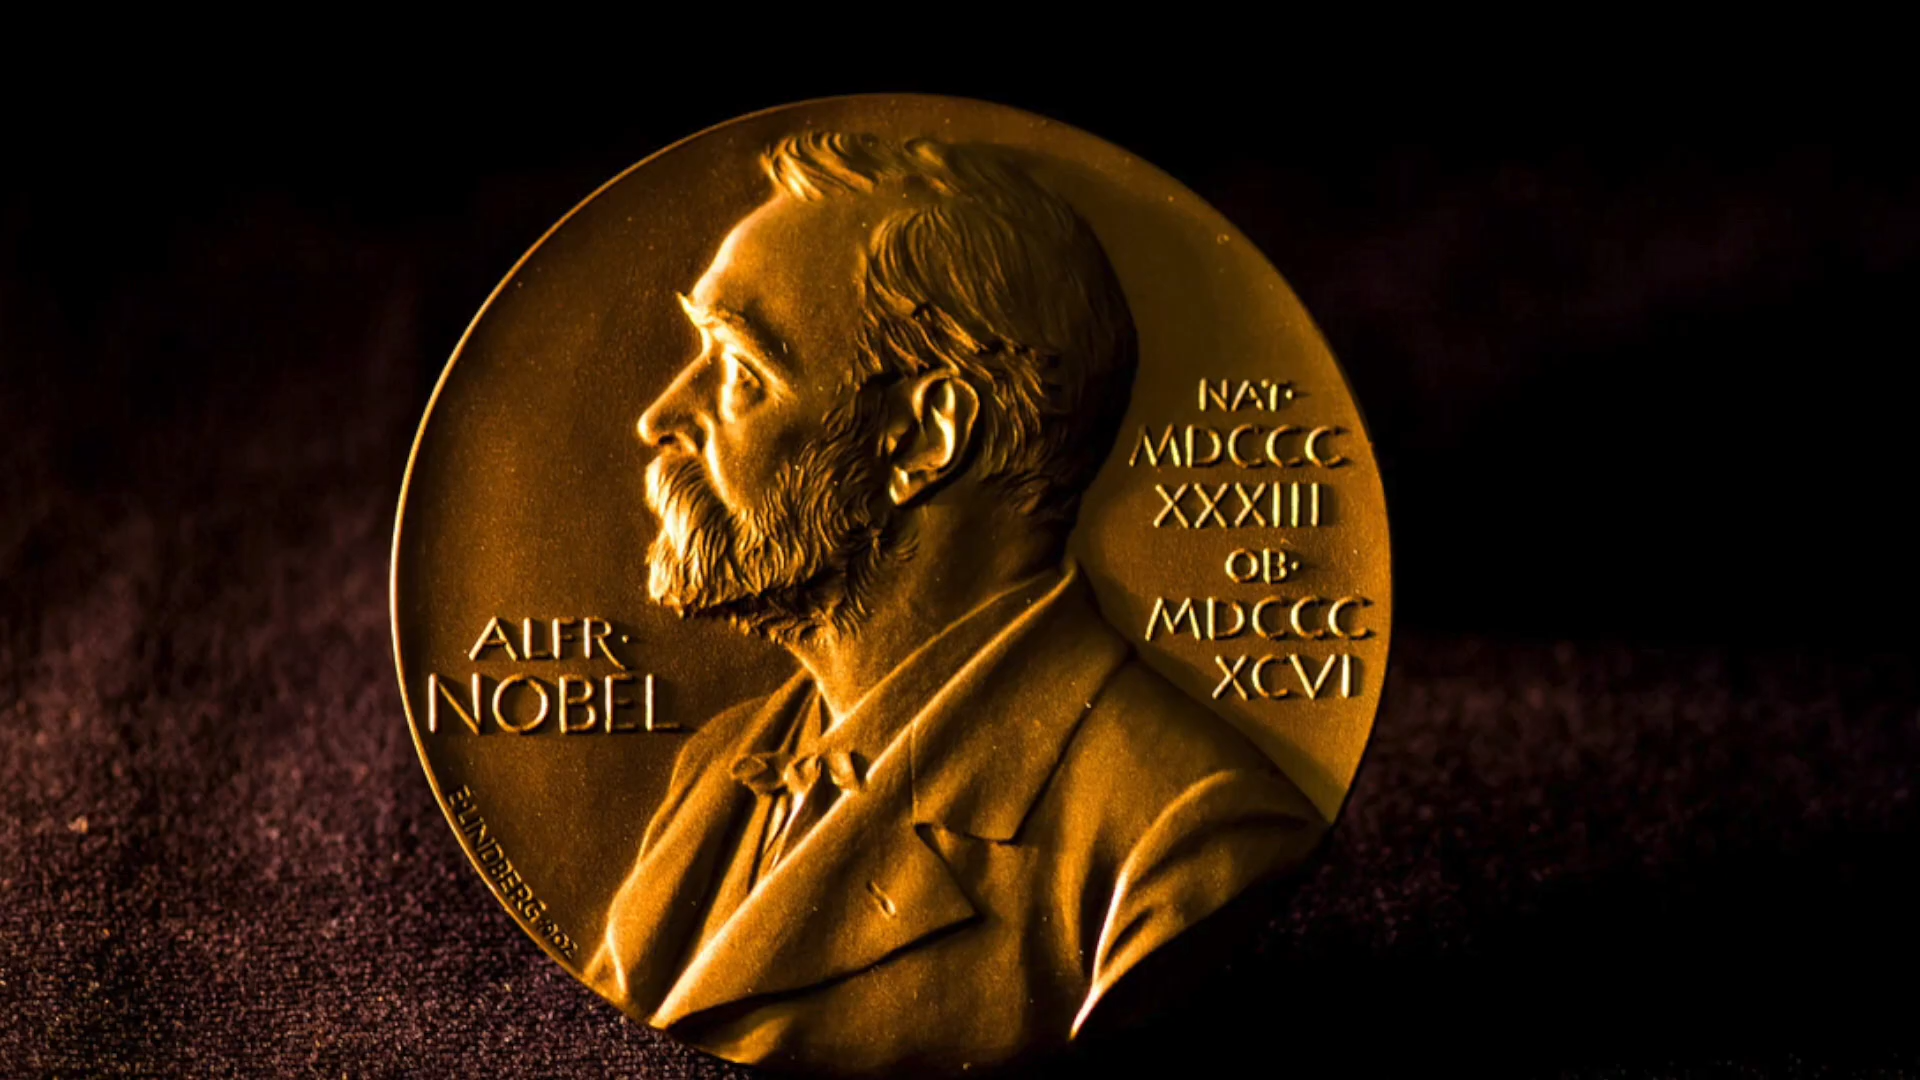 ALFR·
NOBEL
NAT·
MDCCC
XXXIII
OB·
MDCCC
XCVI
E·LINDBERG